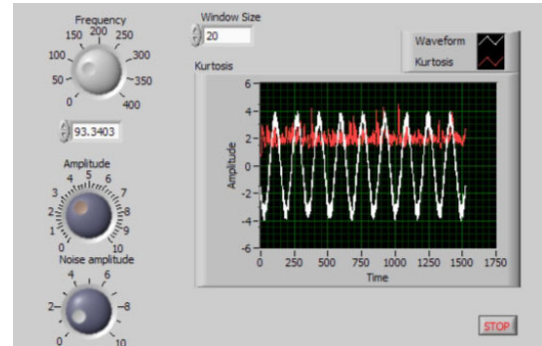 Frequency
150 200 250
100 300
50 350
0 400
93.3403
Amplitude
4 5 6
3 7
2 8
1 9
0 10
Noise amplitude
4 6
2 8
0 10
Window Size
20
Kurtosis
Waveform
Kurtosis
6
4
2
0
-2
-4
-6
Amplitude
0 250 500 750 1000 1250 1500 1750
Time
STOP